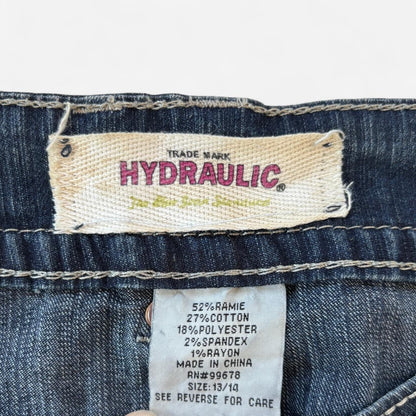 TRADE MARK
HYDRAULIC®
52%RAMIE
27%COTTON
18%POLYESTER
2%SPANDEX
1%RAYON
MADE IN CHINA
RN#99678
SIZE:13/14
SEE REVERSE FOR CARE